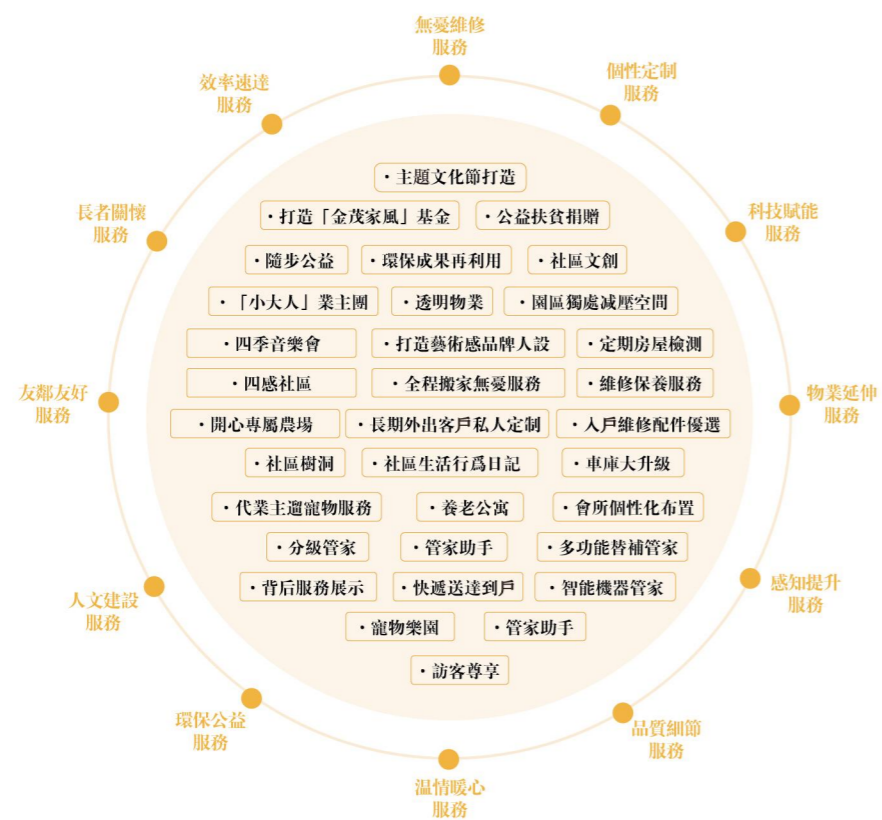 無憂維修
服務
個性定制
服務
效率速達
服務
長者關懷
服務
科技賦能
服務
・主題文化節打造
・打造「金茂家風」基金
・公益扶貧捐贈
・隨步公益
・環保成果再利用
・社區文創
・「小大人」業主團
・透明物業
・園區獨處减壓空間
・四季音樂會
・打造藝術感品牌人設
・定期房屋檢測
・四感社區
・全程搬家無憂服務
・維修保養服務
友鄰友好
服務
物業延伸
服務
・開心專屬農場
・長期外出客戶私人定制
・入戶維修配件優選
・社區樹洞
・社區生活行爲日記
・車庫大升級
・代業主遛寵物服務
・養老公寓
・會所個性化布置
・分級管家
・管家助手
・多功能替補管家
・背后服務展示
・快遞送達到戶
・智能機器管家
人文建設
服務
感知提升
服務
・寵物樂園
・管家助手
・訪客尊享
環保公益
服務
品質細節
服務
温情暖心
服務